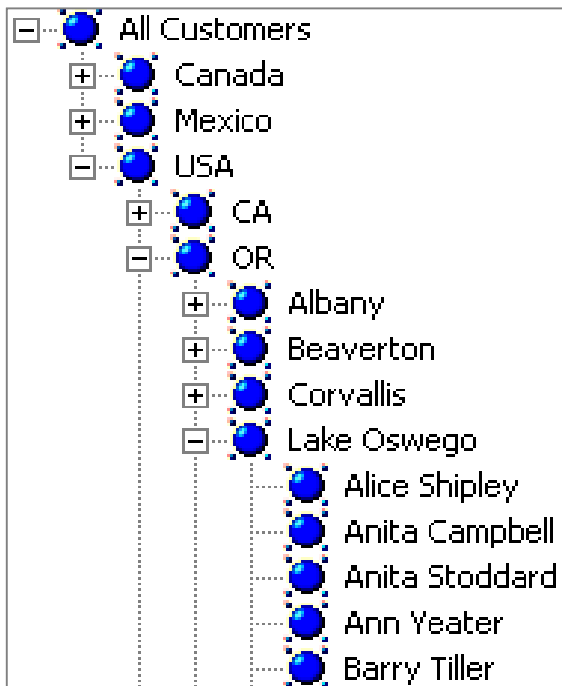 All Customers
Canada
Mexico
USA
CA
OR
Albany
Beaverton
Corvallis
Lake Oswego
Alice Shipley
Anita Campbell
Anita Stoddard
Ann Yeater
Barry Tiller